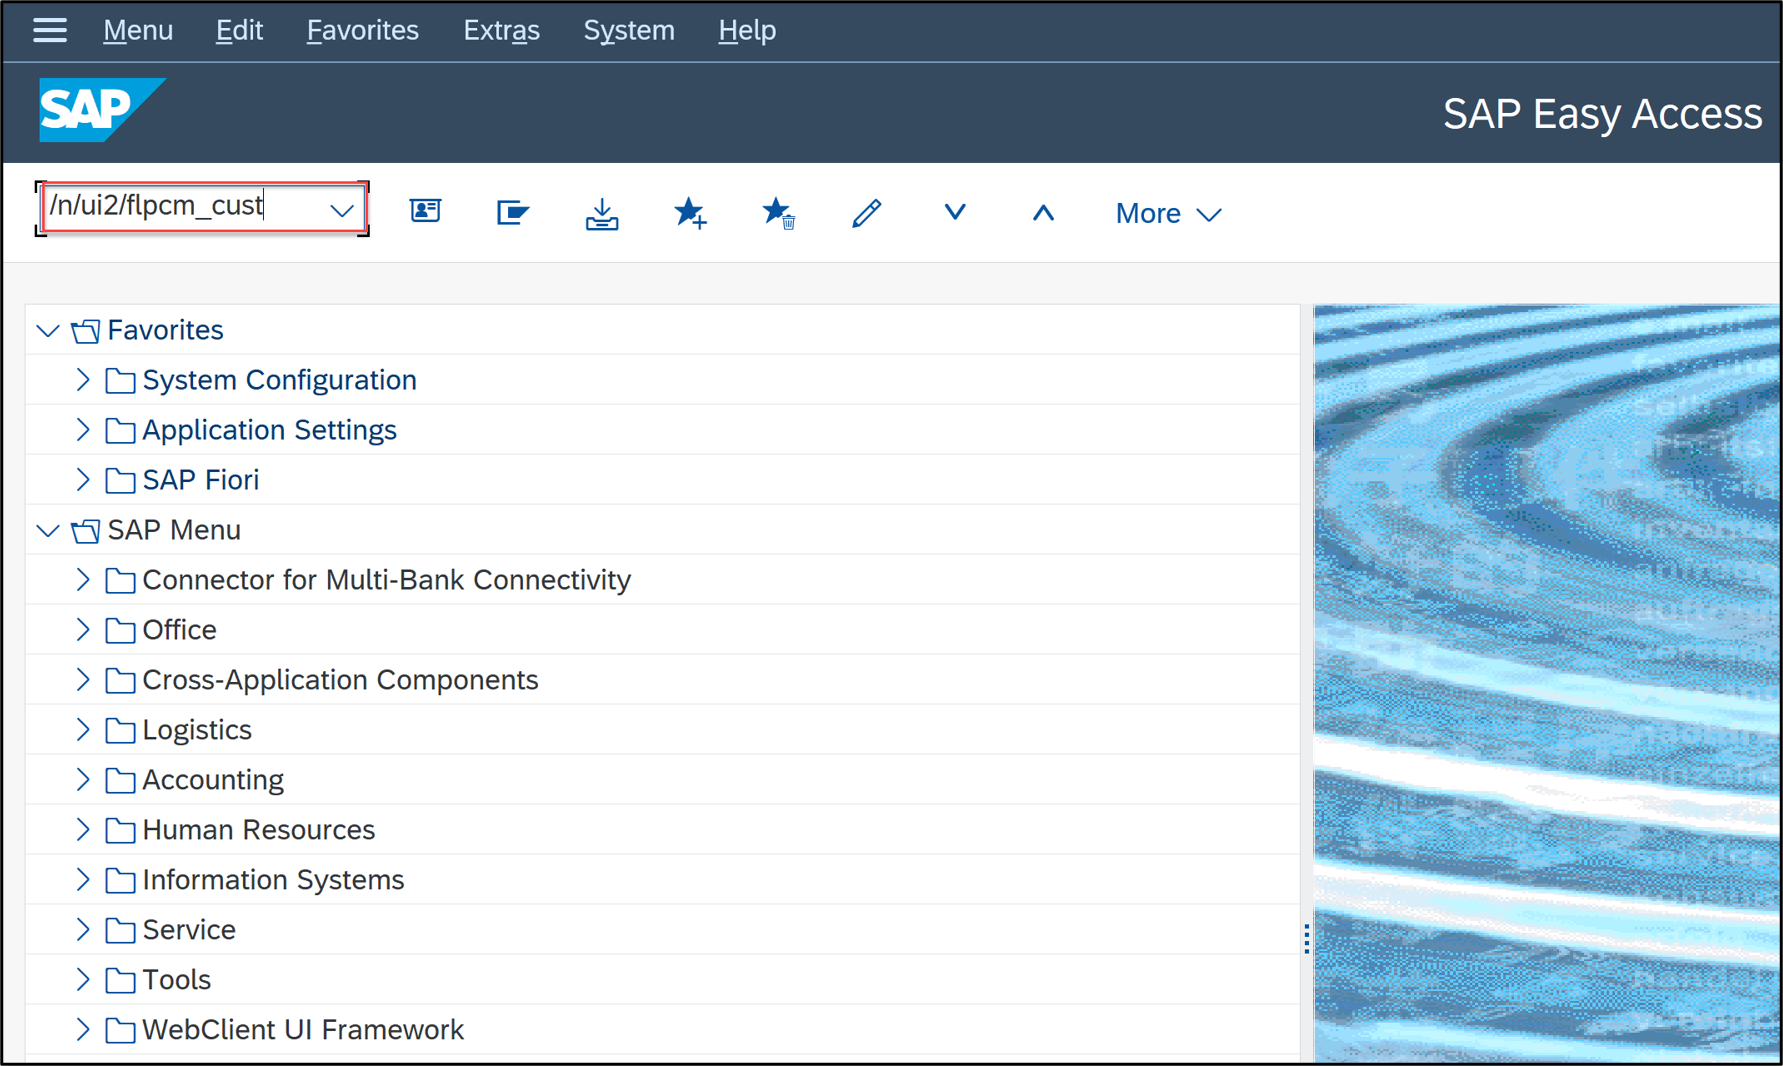 Menu Edit Favorites Extras System Help
SAP
SAP Easy Access
/n/ui2/flpcm_cust
More
Favorites
System Configuration
Application Settings
SAP Fiori
SAP Menu
Connector for Multi-Bank Connectivity
Office
Cross-Application Components
Logistics
Accounting
Human Resources
Information Systems
Service
Tools
WebClient UI Framework